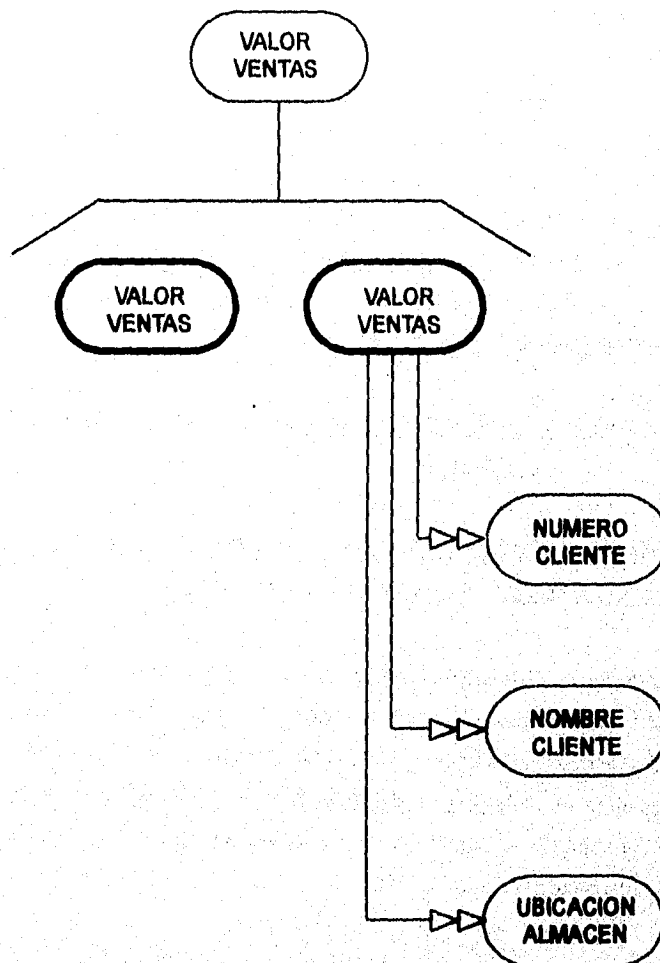 VALOR
VENTAS
VALOR
VENTAS
VALOR
VENTAS
NUMERO
CLIENTE
NOMBRE
CLIENTE
UBICACION
ALMACEN